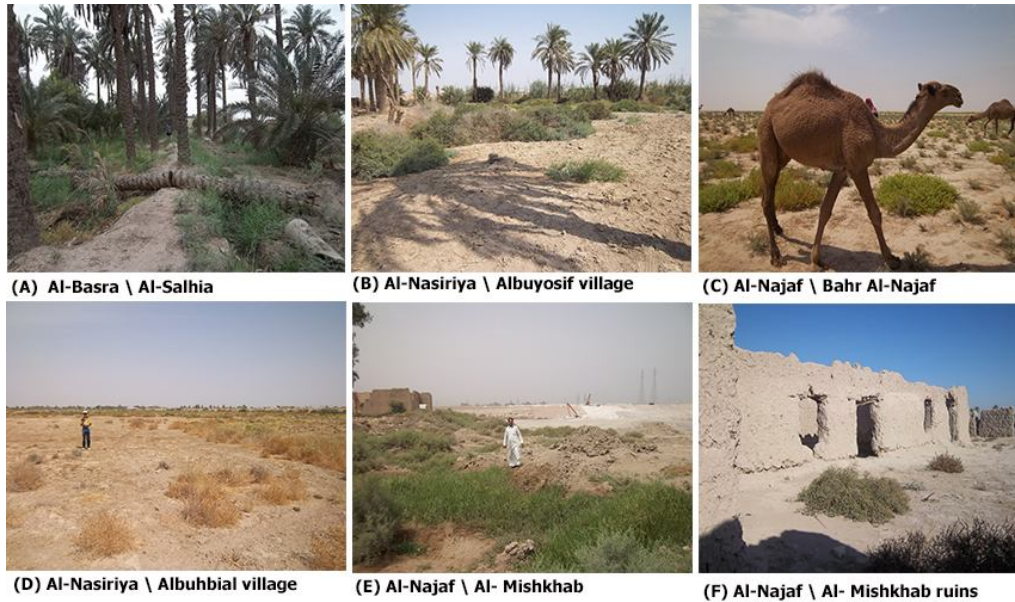 (A) Al-Basra \ Al-Salhia
(B) Al-Nasiriya \ Albuyosif village
(C) Al-Najaf \ Bahr Al-Najaf
(D) Al-Nasiriya \ Albuhbial village
(E) Al-Najaf \ Al- Mishkhab
(F) Al-Najaf \ Al- Mishkhab ruins